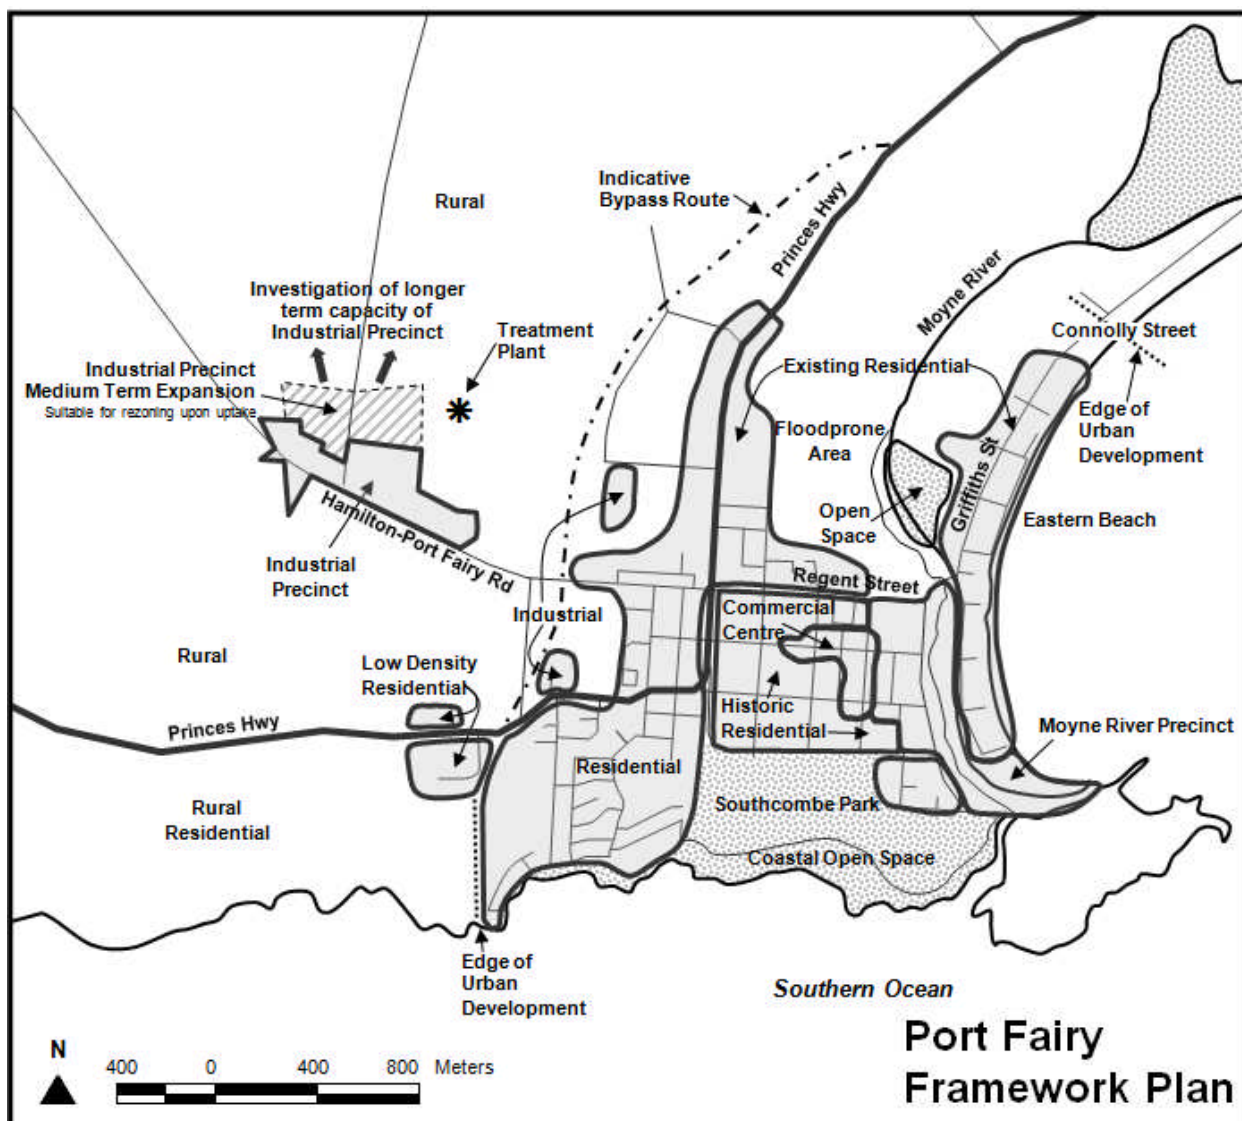 Indicative
Bypass Route
Princes Hwy
Rural
Moyne River
Investigation of longer
term capacity of
Industrial Precinct
Treatment
Plant
Connolly Street
Industrial Precinct
Medium Term Expansion
Suitable for rezoning upon uptake
Existing Residential
Edge of
Urban
Development
Floodprone
Area
Griffiths St
Open
Space
Eastern Beach
Hamilton-Port Fairy Rd
Industrial
Precinct
Regent Street
Industrial
Commercial
Centre
Rural
Low Density
Residential
Historic
Residential
Princes Hwy
Moyne River Precinct
Residential
Rural
Residential
Southcombe Park
Coastal Open Space
Edge of
Urban
Development
Southern Ocean
Port Fairy
Framework Plan
N
400 0 400 800 Meters